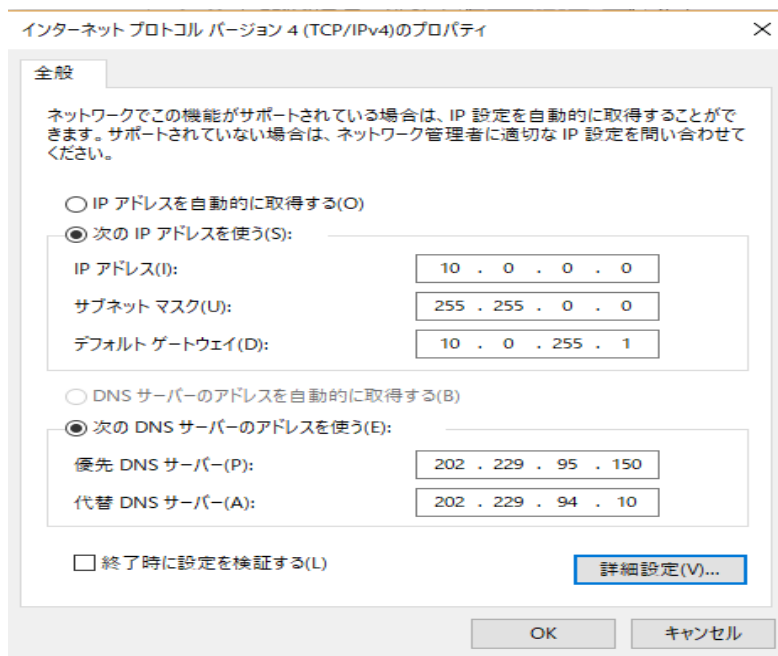 インターネット プロトコル バージョン 4 (TCP/IPv4)のプロパティ
全般
ネットワークでこの機能がサポートされている場合は、IP 設定を自動的に取得することがで
きます。サポートされていない場合は、ネットワーク管理者に適切な IP 設定を問い合わせて
ください。
IP アドレスを自動的に取得する(O)
次の IP アドレスを使う(S):
IP アドレス(I): 10 . 0 . 0 . 0
サブネット マスク(U): 255 . 255 . 0 . 0
デフォルト ゲートウェイ(D): 10 . 0 . 255 . 1
DNS サーバーのアドレスを自動的に取得する(B)
次の DNS サーバーのアドレスを使う(E):
優先 DNS サーバー(P): 202 . 229 . 95 . 150
代替 DNS サーバー(A): 202 . 229 . 94 . 10
終了時に設定を検証する(L)
詳細設定(V)...
OK キャンセル